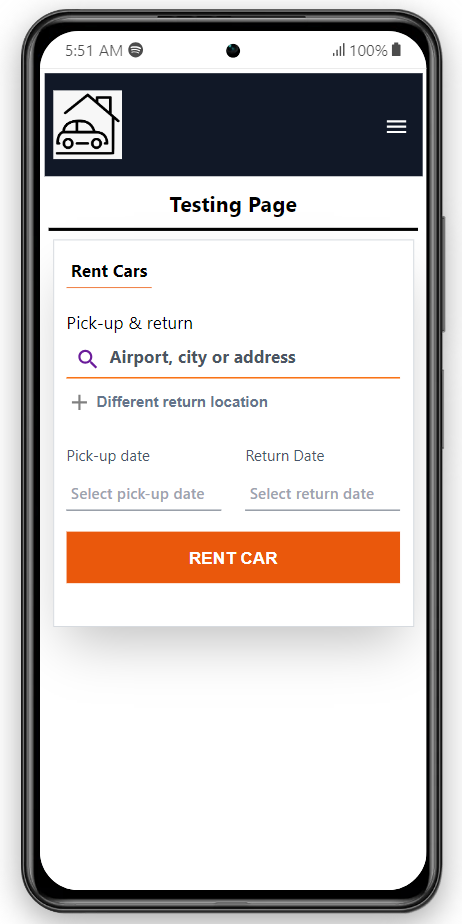 5:51 AM 100%
Testing Page
Rent Cars
Pick-up & return
Airport, city or address
Different return location
Pick-up date Return Date
Select pick-up date Select return date
RENT CAR